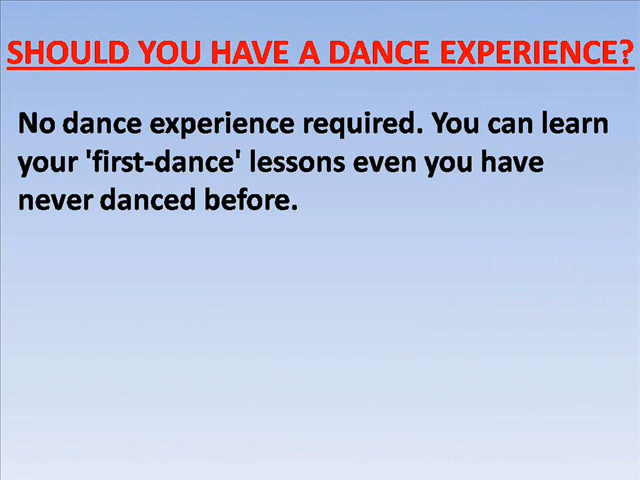 SHOULD YOU HAVE A DANCE EXPERIENCE?
No dance experience required. You can learn
your 'first-dance' lessons even you have
never danced before.